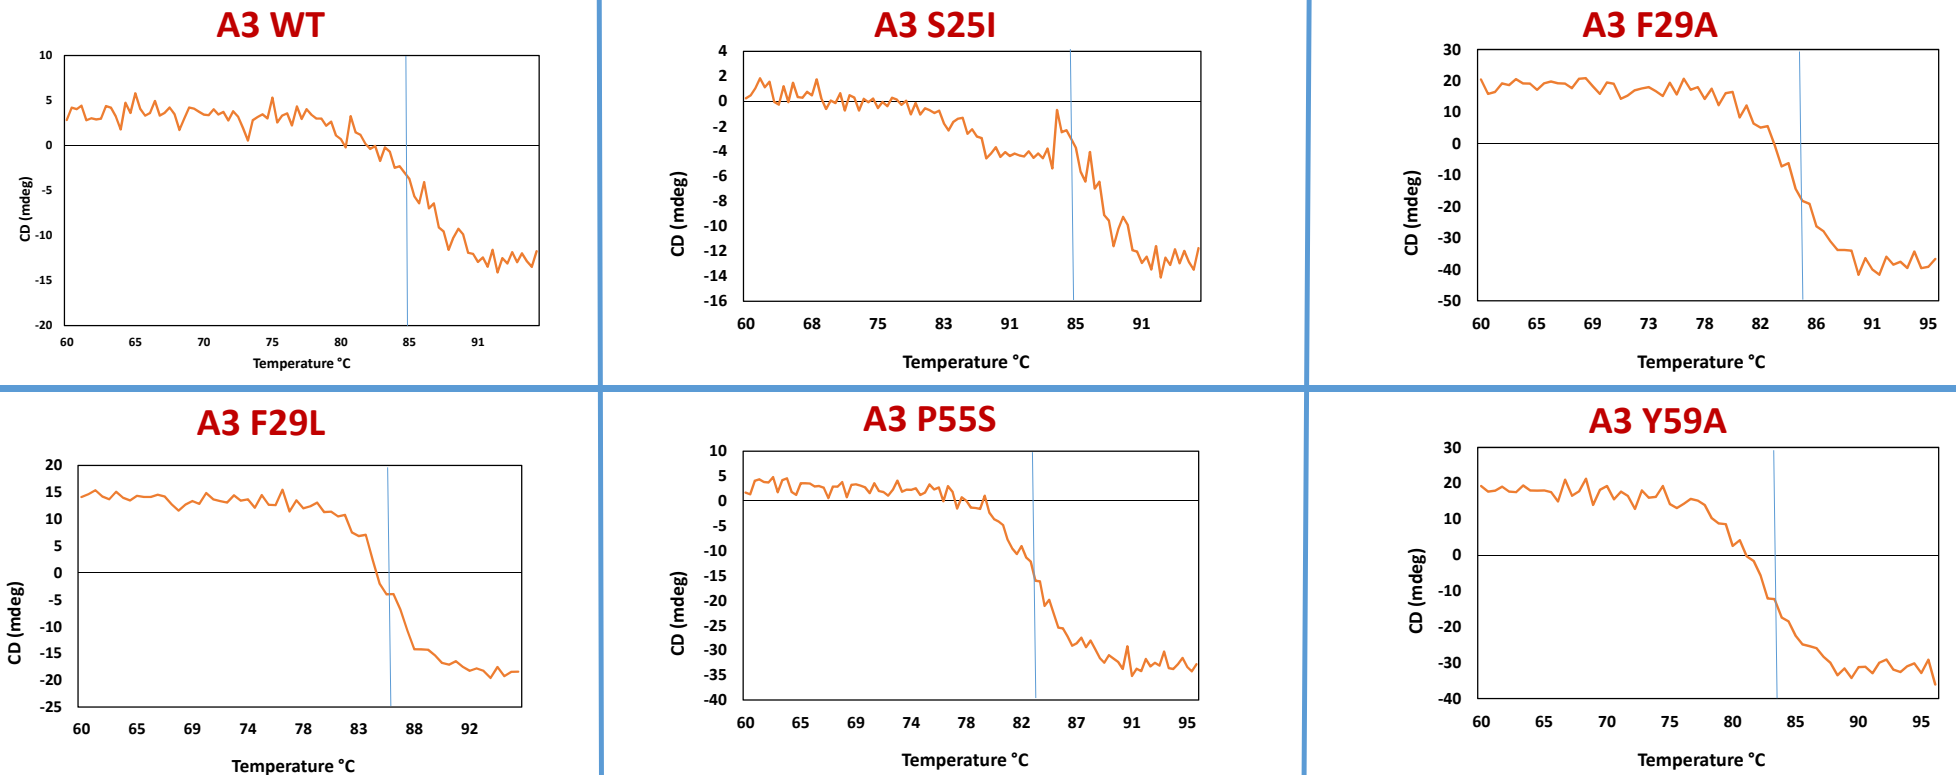 A3 WT
10
5
0
-5
-10
-15
-20
CD (mdeg)
60 65 70 75 80 85 91
Temperature °C
A3 S25I
4
2
0
-2
-4
-6
-8
-10
-12
-14
-16
CD (mdeg)
60 68 75 83 91 85 91
Temperature °C
A3 F29A
30
20
10
0
-10
-20
-30
-40
-50
CD (mdeg)
60 65 69 73 78 82 86 91 95
Temperature °C
A3 F29L
20
15
10
5
0
-5
-10
-15
-20
-25
CD (mdeg)
60 65 69 74 79 83 88 92
Temperature °C
A3 P55S
10
5
0
-5
-10
-15
-20
-25
-30
-35
-40
CD (mdeg)
60 65 69 74 78 82 87 91 95
Temperature °C
A3 Y59A
30
20
10
0
-10
-20
-30
-40
CD (mdeg)
60 65 70 75 80 85 90 95
Temperature °C